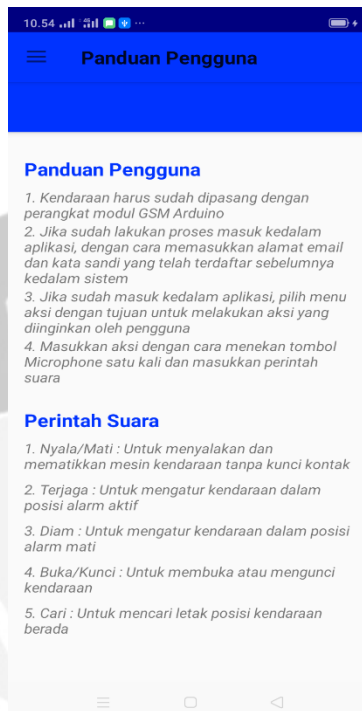 10.54
Panduan Pengguna
Panduan Pengguna
1. Kendaraan harus sudah dipasang dengan
perangkat modul GSM Arduino
2. Jika sudah lakukan proses masuk kedalam
aplikasi, dengan cara memasukkan alamat email
dan kata sandi yang telah terdaftar sebelumnya
kedalam sistem
3. Jika sudah masuk kedalam aplikasi, pilih menu
aksi dengan tujuan untuk melakukan aksi yang
diinginkan oleh pengguna
4. Masukkan aksi dengan cara menekan tombol
Microphone satu kali dan masukkan perintah
suara
Perintah Suara
1. Nyala/Mati : Untuk menyalakan dan
mematikkan mesin kendaraan tanpa kunci kontak
2. Terjaga : Untuk mengatur kendaraan dalam
posisi alarm aktif
3. Diam : Untuk mengatur kendaraan dalam posisi
alarm mati
4. Buka/Kunci : Untuk membuka atau mengunci
kendaraan
5. Cari : Untuk mencari letak posisi kendaraan
berada